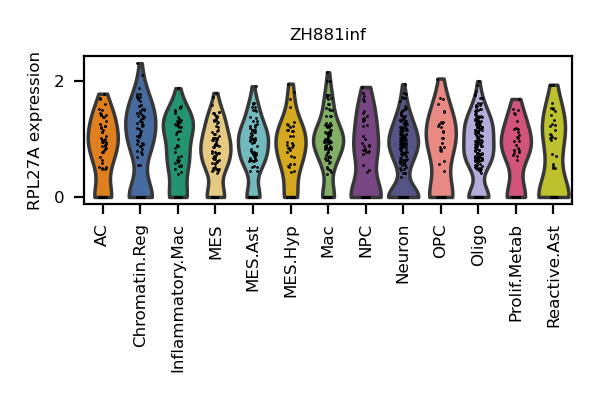 ZH881inf
RPL27A expression
2
0
AC
Chromatin.Reg
Inflammatory.Mac
MES
MES.Ast
MES.Hyp
Mac
NPC
Neuron
OPC
Oligo
Prolif.Metab
Reactive.Ast